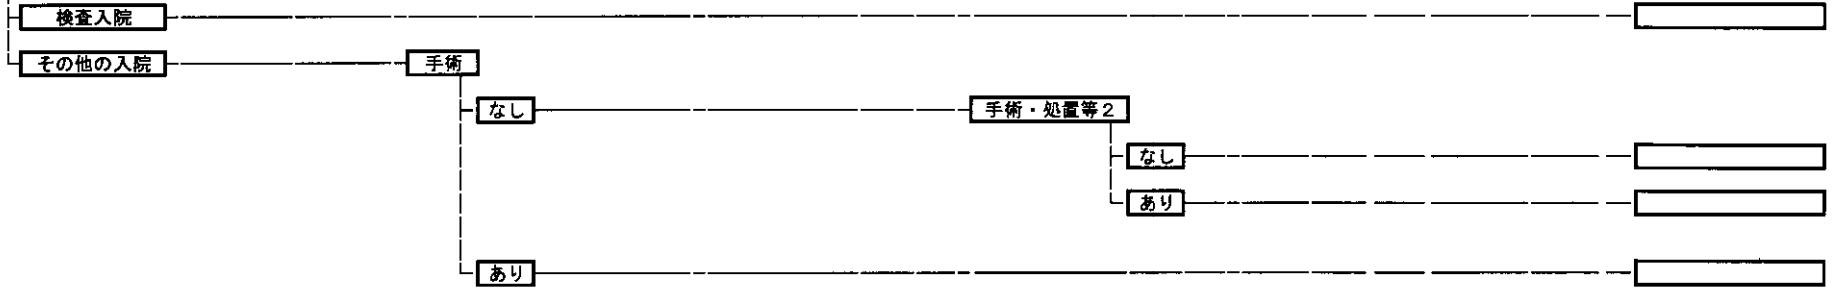 検査入院
その他の入院
手術
なし
手術・処置等2
なし
あり
あり